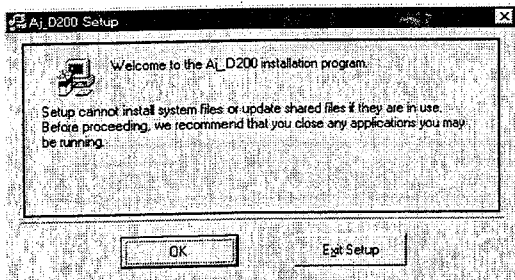 Aj_D200 Setup
Welcome to the Aj_D200 installation program.
Setup cannot install system files or update shared files if they are in use.
Before proceeding, we recommend that you close any applications you may
be running.
OK
Exit Setup